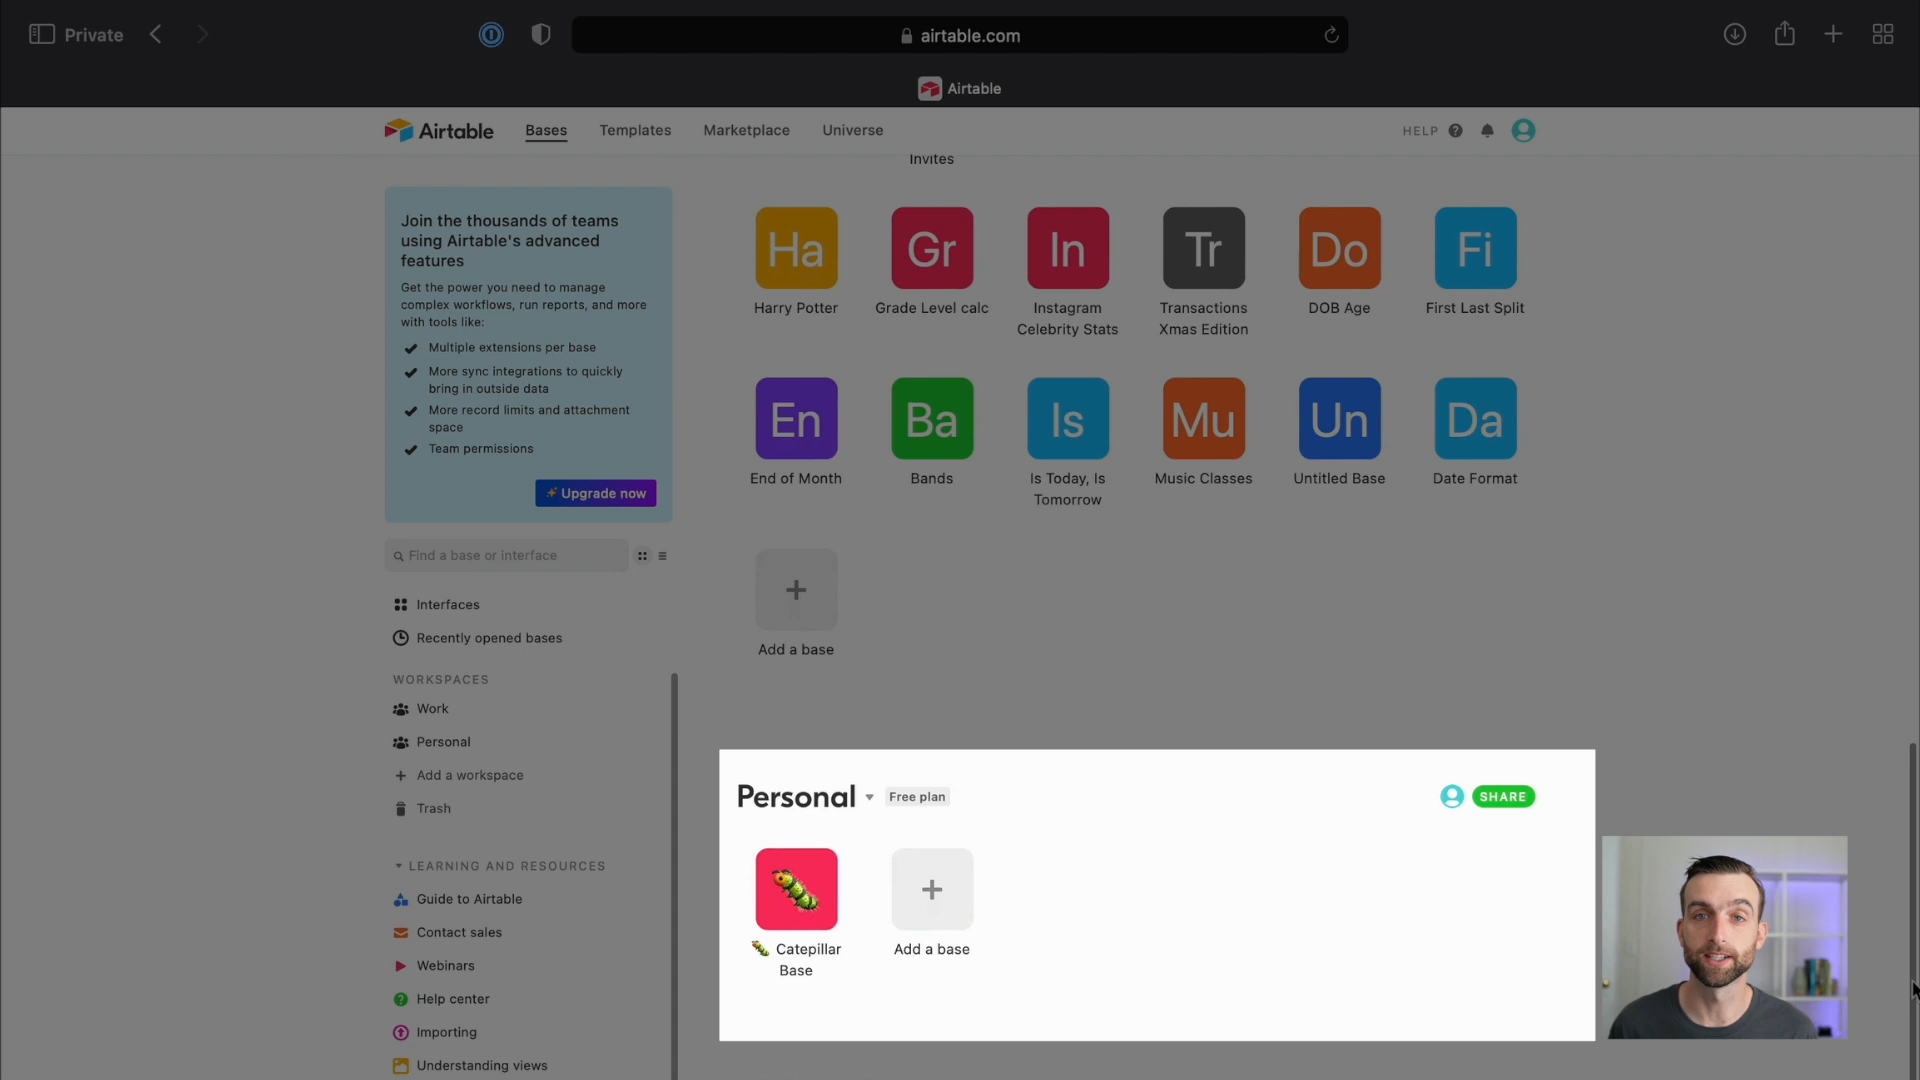 Private
airtable.com
Airtable
Airtable
Bases
Templates
Marketplace
Universe
HELP
Invites
Join the thousands of teams
using Airtable's advanced
features
Get the power you need to manage
complex workflows, run reports, and more
with tools like:
Multiple extensions per base
More sync integrations to quickly
bring in outside data
More record limits and attachment
space
Team permissions
Upgrade now
Find a base or interface
Interfaces
Recently opened bases
WORKSPACES
Work
Personal
Add a workspace
Trash
LEARNING AND RESOURCES
Guide to Airtable
Contact sales
Webinars
Help center
Importing
Understanding views
Ha
Harry Potter
Gr
Grade Level calc
In
Instagram
Celebrity Stats
Tr
Transactions
Xmas Edition
Do
DOB Age
Fi
First Last Split
En
End of Month
Ba
Bands
Is
Is Today, Is
Tomorrow
Mu
Music Classes
Un
Untitled Base
Da
Date Format
Add a base
Personal
Free plan
SHARE
Catepillar
Base
Add a base